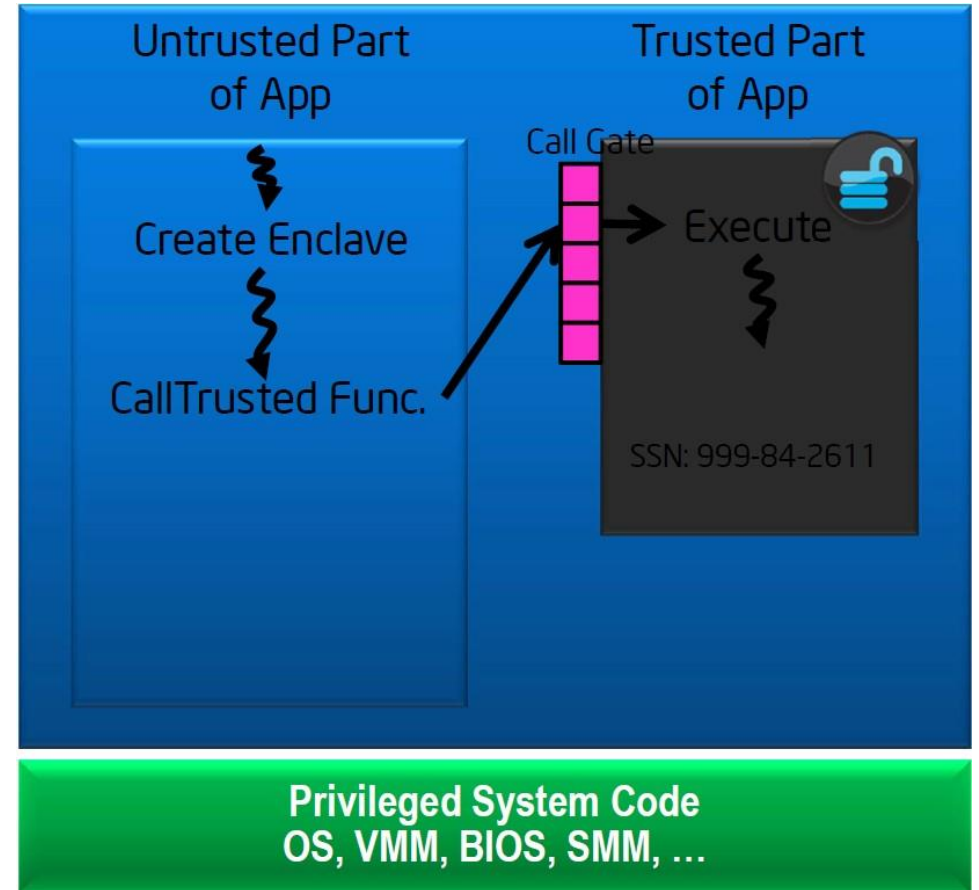 Untrusted Part
of App
Trusted Part
of App
Call Gate
Create Enclave
Execute
CallTrusted Func.
SSN: 999-84-2611
Privileged System Code
OS, VMM, BIOS, SMM, ...